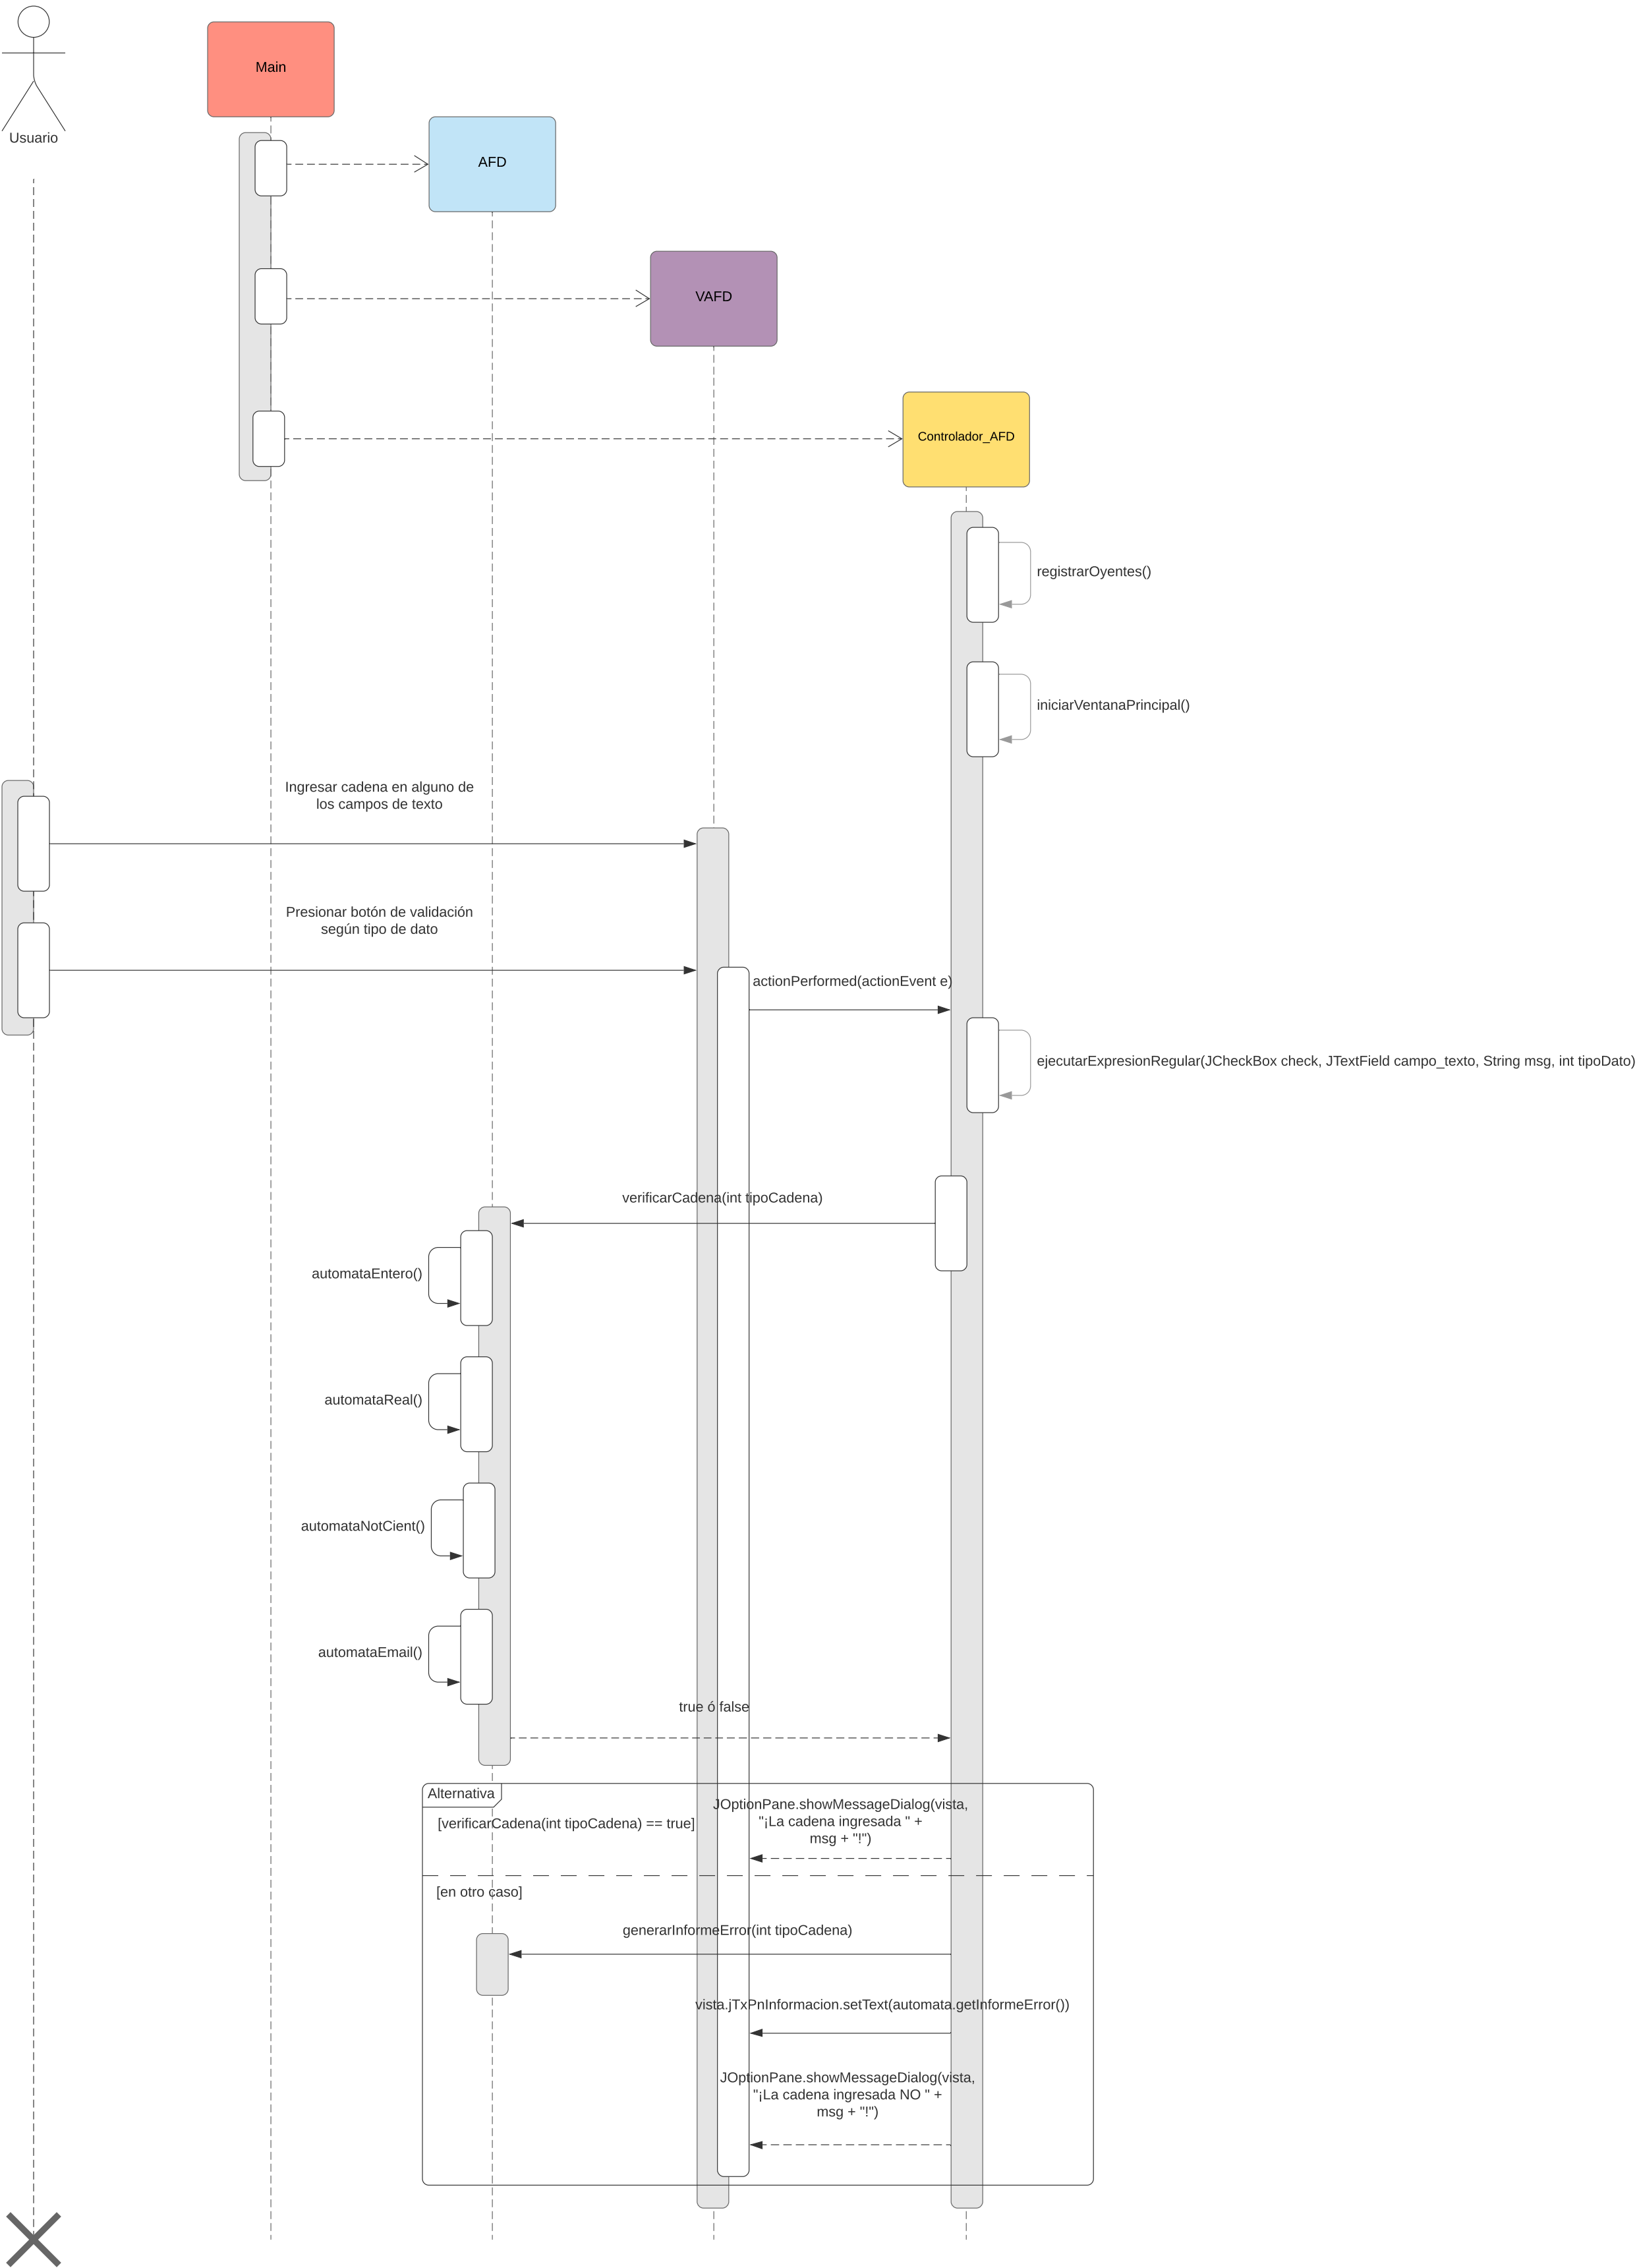 Usuario
Main
AFD
VAFD
Controlador_AFD
registrarOyentes()
iniciarVentanaPrincipal()
Ingresar cadena en alguno de
los campos de texto
Presionar botón de validación
según tipo de dato
actionPerformed(actionEvent e)
ejecutarExpresionRegular(JCheckBox check, JTextField campo_texto, String msg, int tipoDato)
verificarCadena(int tipoCadena)
automataEntero()
automataReal()
automataNotCient()
automataEmail()
true ó false
Alternativa
[verificarCadena(int tipoCadena) == true]
JOptionPane.showMessageDialog(vista,
"¡La cadena ingresada " +
msg + "!")
[en otro caso]
generarInformeError(int tipoCadena)
vista.jTxPnInformacion.setText(automata.getInformeError())
JOptionPane.showMessageDialog(vista,
"¡La cadena ingresada NO " +
msg + "!")